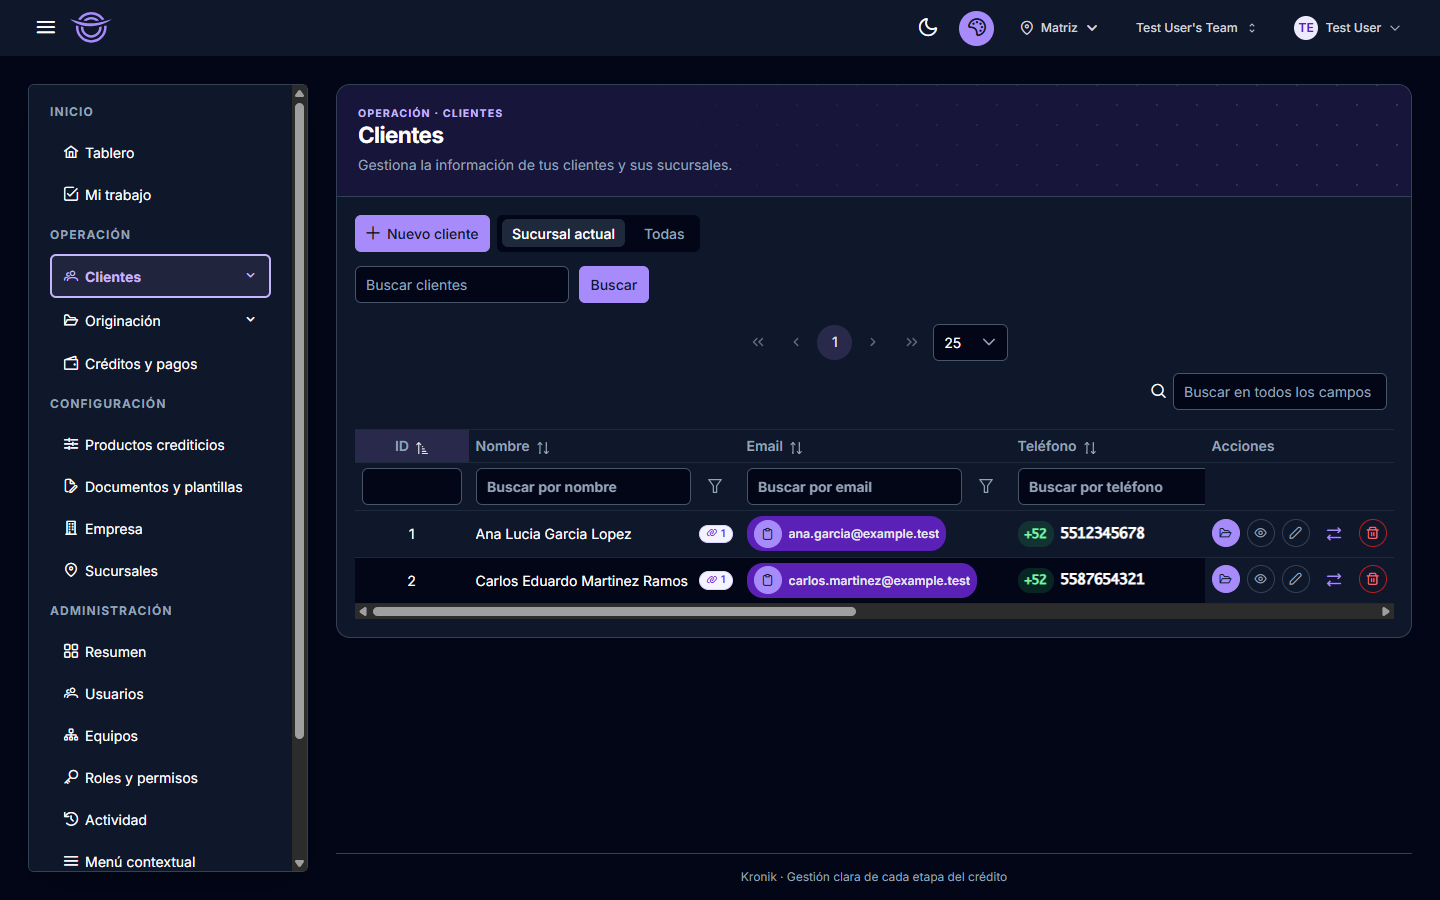 Matriz
Test User's Team
TE
Test User
INICIO
Tablero
Mi trabajo
OPERACIÓN
Clientes
Originación
Créditos y pagos
CONFIGURACIÓN
Productos crediticios
Documentos y plantillas
Empresa
Sucursales
ADMINISTRACIÓN
Resumen
Usuarios
Equipos
Roles y permisos
Actividad
Menú contextual
OPERACIÓN · CLIENTES
Clientes
Gestiona la información de tus clientes y sus sucursales.
Nuevo cliente
Sucursal actual
Todas
Buscar clientes
Buscar
1
25
Buscar en todos los campos
ID
Nombre
Email
Teléfono
Acciones
Buscar por nombre
Buscar por email
Buscar por teléfono
1
Ana Lucia Garcia Lopez
1
ana.garcia@example.test
+52 5512345678
2
Carlos Eduardo Martinez Ramos
1
carlos.martinez@example.test
+52 5587654321
Kronik · Gestión clara de cada etapa del crédito